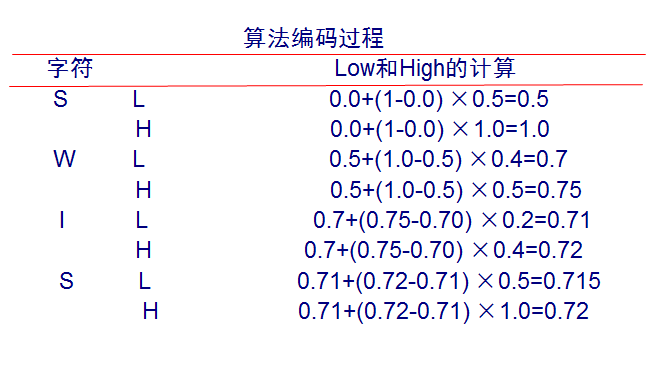 算法编码过程
字符 Low和High的计算
S L 0.0+(1-0.0) ×0.5=0.5
H 0.0+(1-0.0) ×1.0=1.0
W L 0.5+(1.0-0.5) ×0.4=0.7
H 0.5+(1.0-0.5) ×0.5=0.75
I L 0.7+(0.75-0.70) ×0.2=0.71
H 0.7+(0.75-0.70) ×0.4=0.72
S L 0.71+(0.72-0.71) ×0.5=0.715
H 0.71+(0.72-0.71) ×1.0=0.72